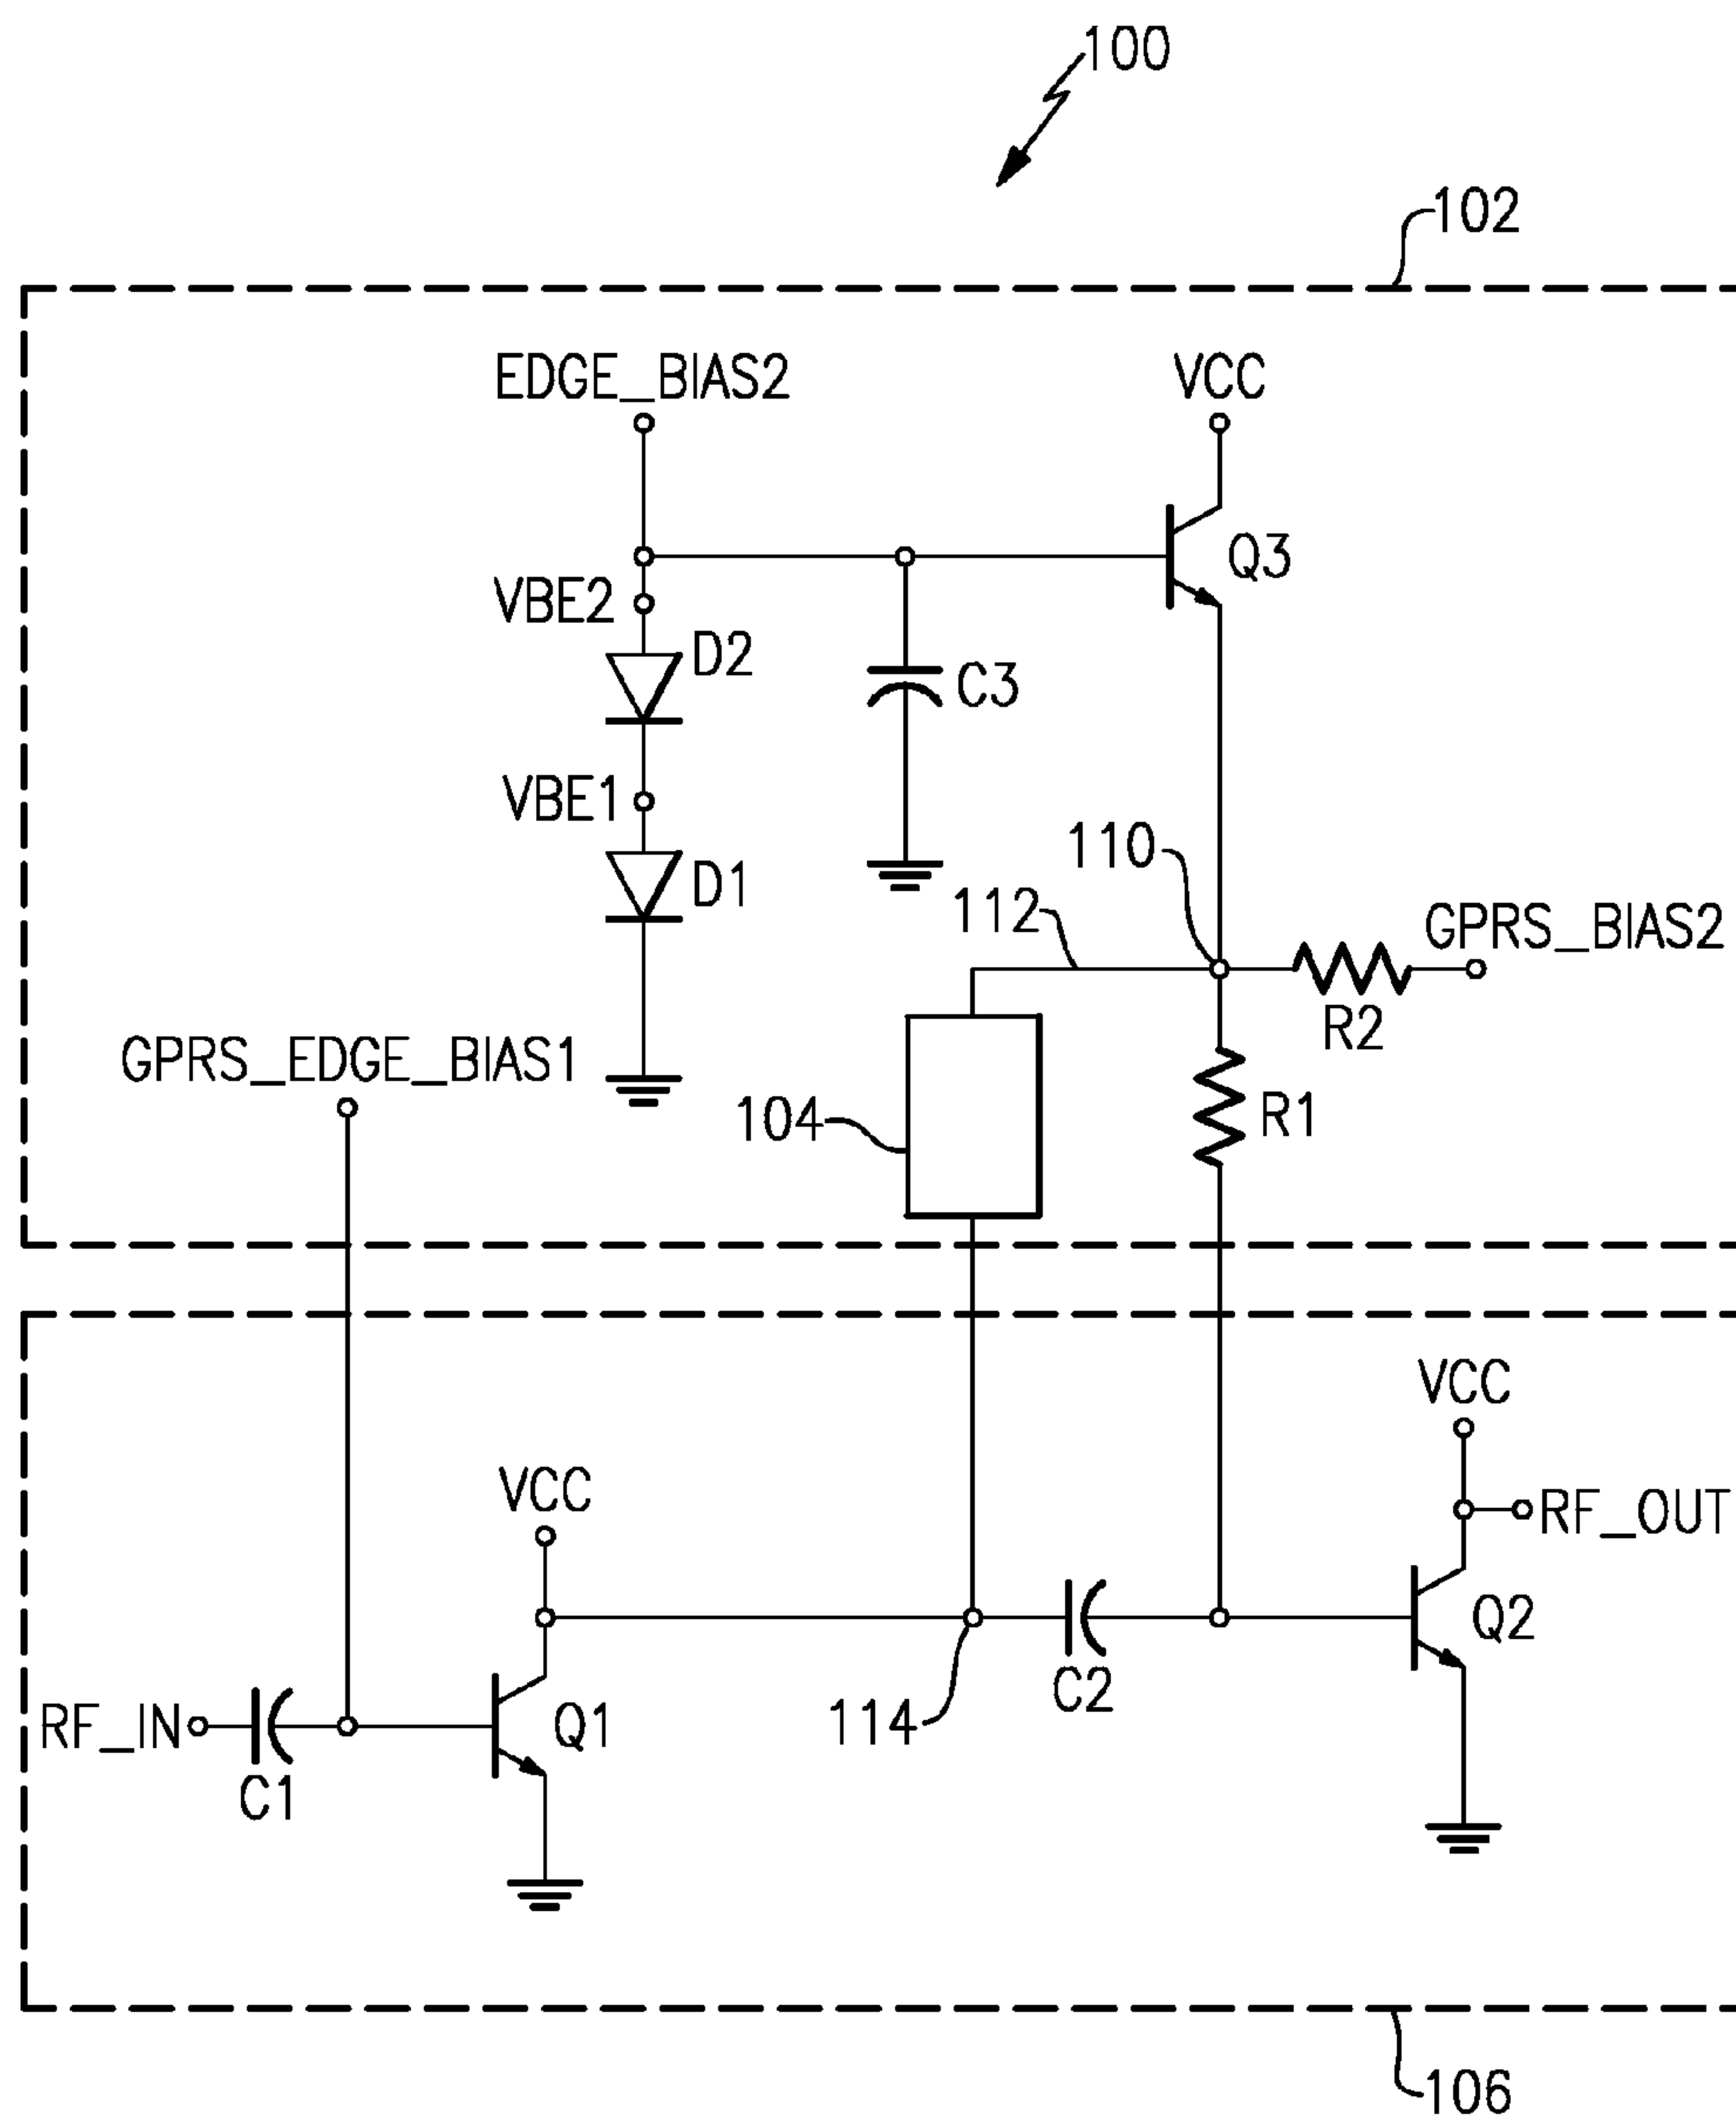 100
102
EDGE_BIAS2
VCC
Q3
VBE2
D2
C3
VBE1
110
D1
112
GPRS_BIAS2
R2
GPRS_EDGE_BIAS1
104
R1
VCC
VCC
RF_OUT
Q2
C2
114
RF_IN
Q1
C1
106